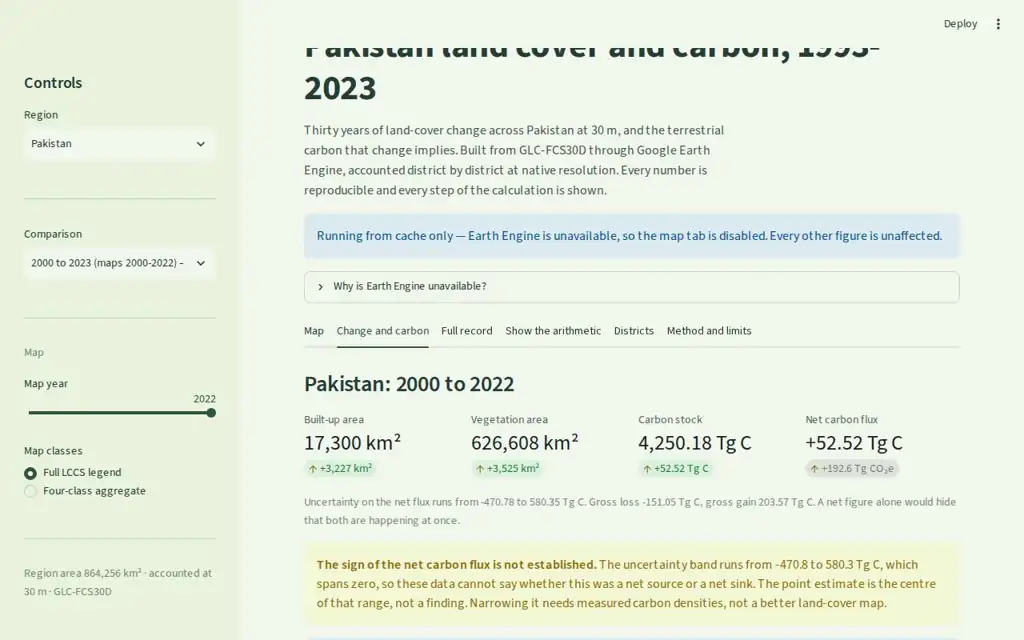 Deploy
Controls
Region
Pakistan
Comparison
2000 to 2023 (maps 2000-2022) –
Map
Map year
2022
Map classes
Full LCCS legend
Four-class aggregate
Region area 864,256 km² · accounted at
30 m · GLC-FCS30D
Pakistan land cover and carbon, 1993-
2023
Thirty years of land-cover change across Pakistan at 30 m, and the terrestrial
carbon that change implies. Built from GLC-FCS30D through Google Earth
Engine, accounted district by district at native resolution. Every number is
reproducible and every step of the calculation is shown.
Running from cache only — Earth Engine is unavailable, so the map tab is disabled. Every other figure is unaffected.
Why is Earth Engine unavailable?
Map Change and carbon Full record Show the arithmetic Districts Method and limits
Pakistan: 2000 to 2022
Built-up area Vegetation area Carbon stock Net carbon flux
17,300 km² 626,608 km² 4,250.18 Tg C +52.52 Tg C
↑ +3,227 km² ↑ +3,525 km² ↑ +52.52 Tg C ↑ +192.6 Tg CO₂e
Uncertainty on the net flux runs from -470.78 to 580.35 Tg C. Gross loss -151.05 Tg C, gross gain 203.57 Tg C. A net figure alone would hide
that both are happening at once.
The sign of the net carbon flux is not established. The uncertainty band runs from -470.8 to 580.3 Tg C, which
spans zero, so these data cannot say whether this was a net source or a net sink. The point estimate is the centre
of that range, not a finding. Narrowing it needs measured carbon densities, not a better land-cover map.